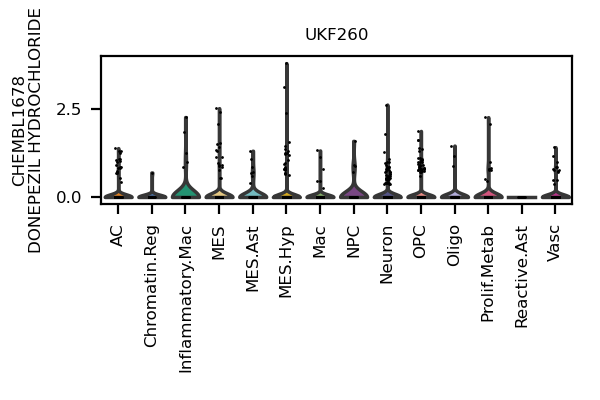 UKF260
CHEMBL1678
DONEPEZIL HYDROCHLORIDE
2.5
0.0
AC
Chromatin.Reg
Inflammatory.Mac
MES
MES.Ast
MES.Hyp
Mac
NPC
Neuron
OPC
Oligo
Prolif.Metab
Reactive.Ast
Vasc